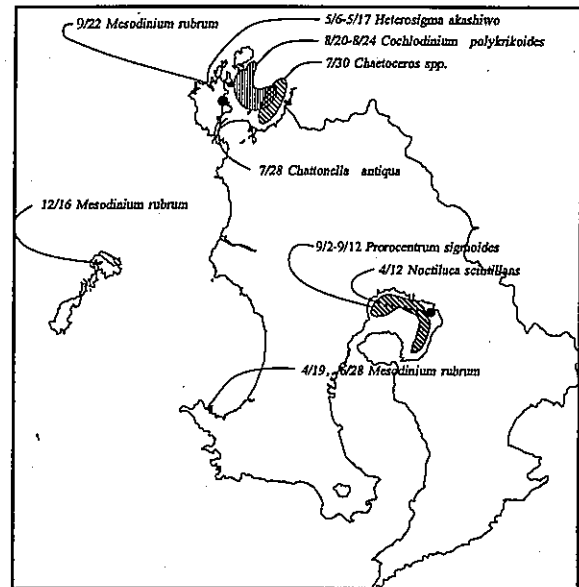 9/22 Mesodinium rubrum
5/6-5/17 Heterosigma akashiwo
8/20-8/24 Cochlodinium polykrikoides
7/30 Chaetoceros spp.
7/28 Chattonella antiqua
12/16 Mesodinium rubrum
9/2-9/12 Prorocentrum sigmoides
4/12 Noctiluca scintillans
4/19, 6/28 Mesodinium rubrum